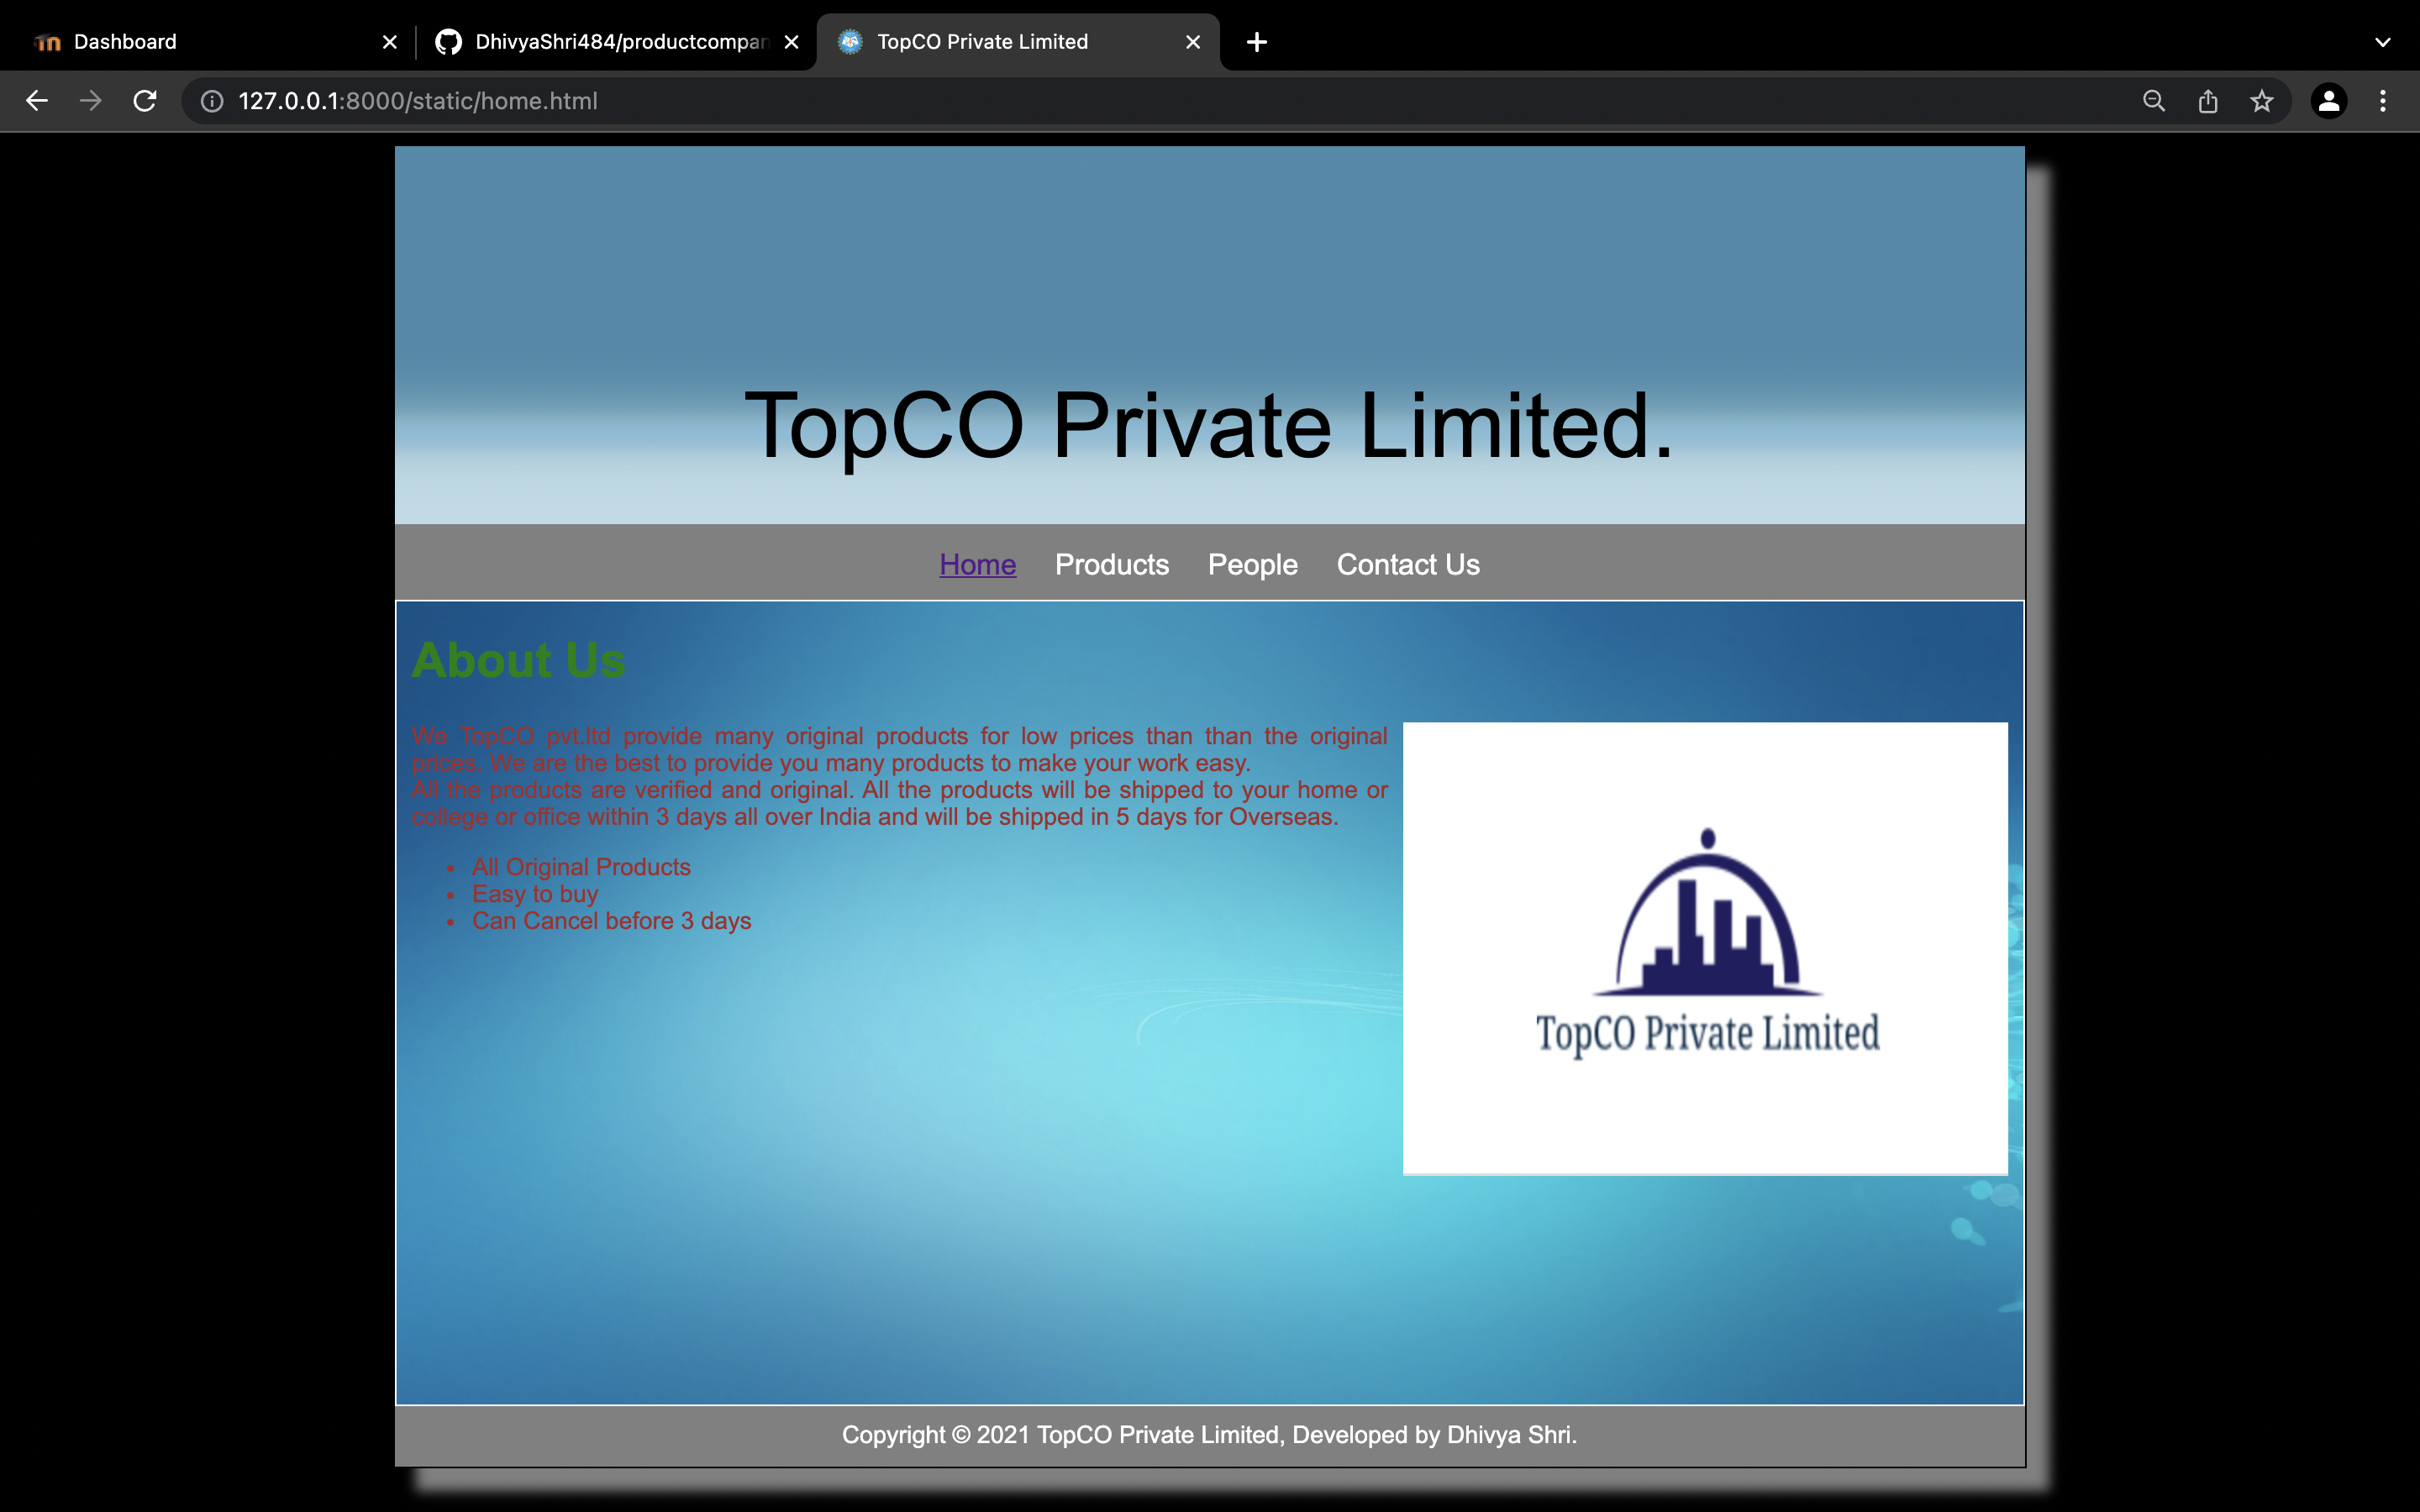 Dashboard
DhivyaShri484/productcompan
TopCO Private Limited
127.0.0.1:8000/static/home.html
TopCO Private Limited.
Home Products People Contact Us
About Us
We TopCO pvt.ltd provide many original products for low prices than than the original
prices. We are the best to provide you many products to make your work easy.
All the products are verified and original. All the products will be shipped to your home or
college or office within 3 days all over India and will be shipped in 5 days for Overseas.
• All Original Products
• Easy to buy
• Can Cancel before 3 days
TopCO Private Limited
Copyright © 2021 TopCO Private Limited, Developed by Dhivya Shri.